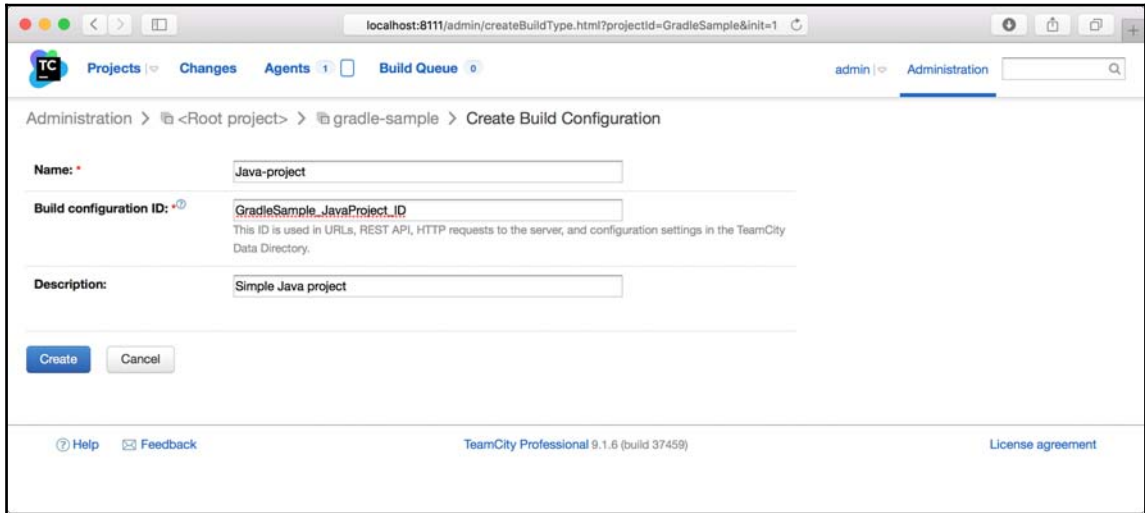 localhost:8111/admin/createBuildType.html?projectId=GradleSample&init=1
TC Projects Changes Agents 1 Build Queue 0 admin Administration
Administration > <Root project> > gradle-sample > Create Build Configuration
Name: * Java-project
Build configuration ID: * GradleSample_JavaProject_ID
This ID is used in URLs, REST API, HTTP requests to the server, and configuration settings in the TeamCity
Data Directory.
Description: Simple Java project
Create Cancel
Help Feedback TeamCity Professional 9.1.6 (build 37459) License agreement